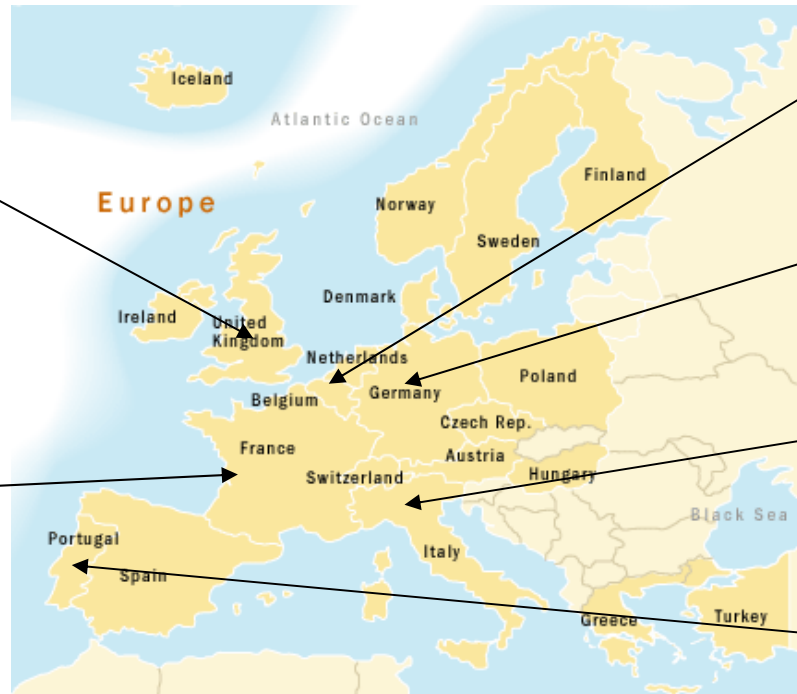 Iceland
Atlantic Ocean
Europe
Finland
Norway
Sweden
Denmark
Ireland
United
Kingdom
Netherlands
Poland
Germany
Belgium
Czech Rep.
France
Austria
Switzerland
Hungary
Black Sea
Portugal
Italy
Spain
Turkey
Greece